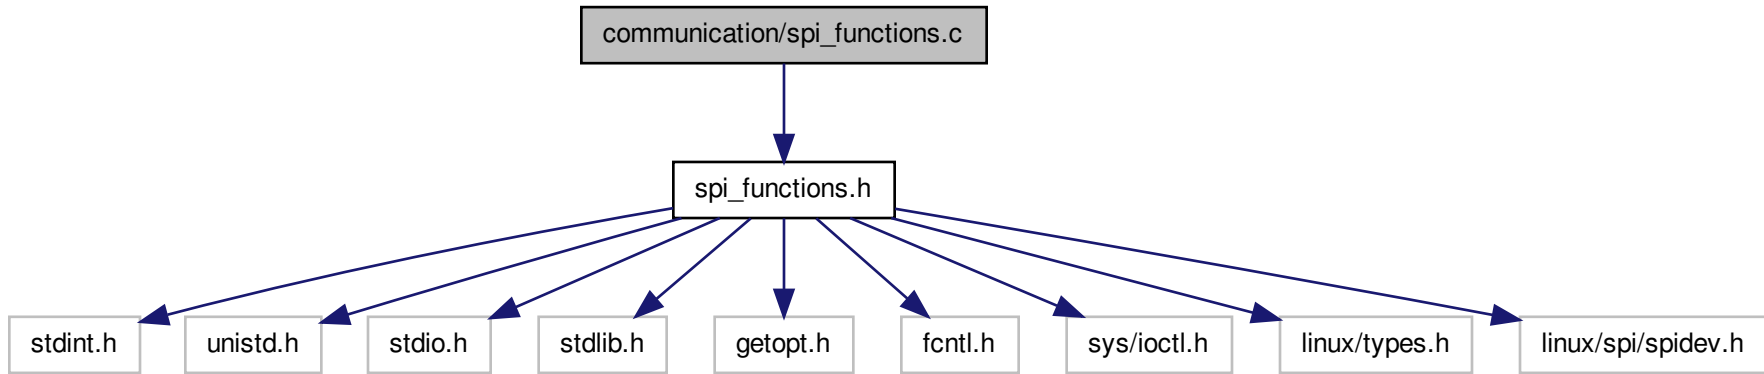 communication/spi_functions.c
spi_functions.h
stdint.h
unistd.h
stdio.h
stdlib.h
getopt.h
fcntl.h
sys/ioctl.h
linux/types.h
linux/spi/spidev.h